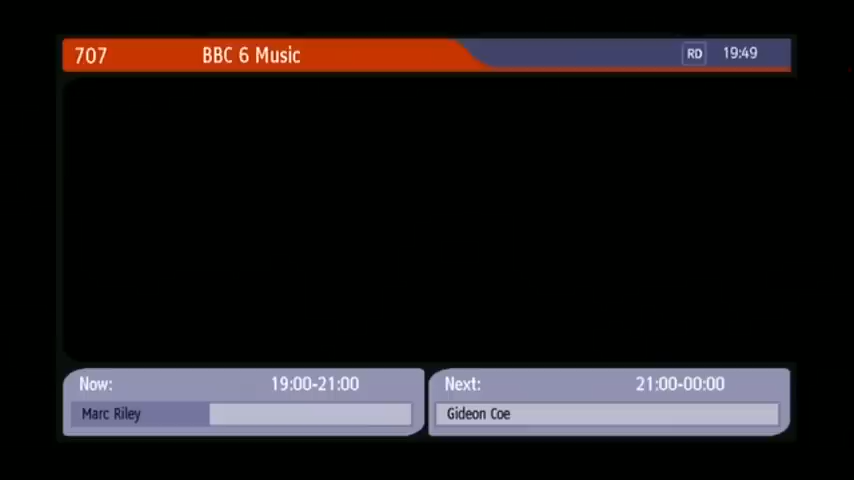 707 BBC 6 Music RD 19:49
Now: 19:00-21:00 Next: 21:00-00:00
Marc Riley Gideon Coe